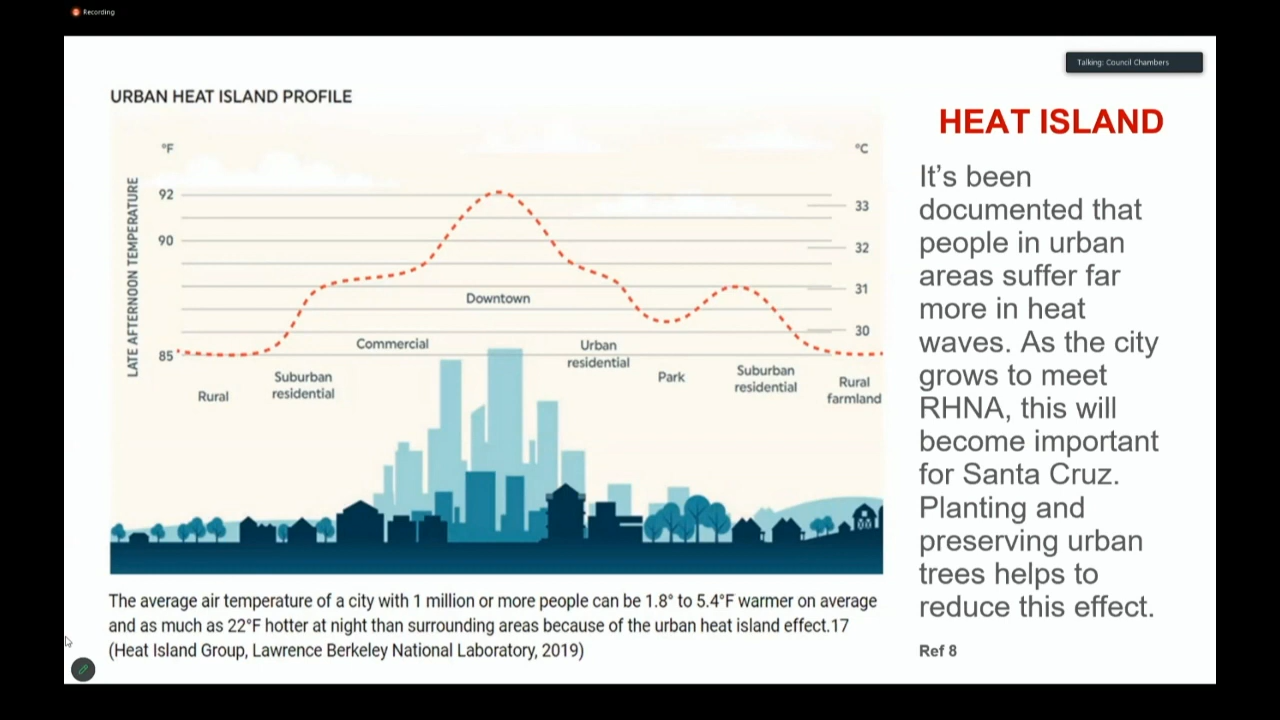 Recording
Talking: Council Chambers
URBAN HEAT ISLAND PROFILE
°F
°C
LATE AFTERNOON TEMPERATURE
92
90
85
33
32
31
30
Downtown
Commercial
Urban
residential
Park
Suburban
residential
Rural
Suburban
residential
Rural
farmland
The average air temperature of a city with 1 million or more people can be 1.8° to 5.4°F warmer on average
and as much as 22°F hotter at night than surrounding areas because of the urban heat island effect.17
(Heat Island Group, Lawrence Berkeley National Laboratory, 2019)
HEAT ISLAND
It's been
documented that
people in urban
areas suffer far
more in heat
waves. As the city
grows to meet
RHNA, this will
become important
for Santa Cruz.
Planting and
preserving urban
trees helps to
reduce this effect.
Ref 8